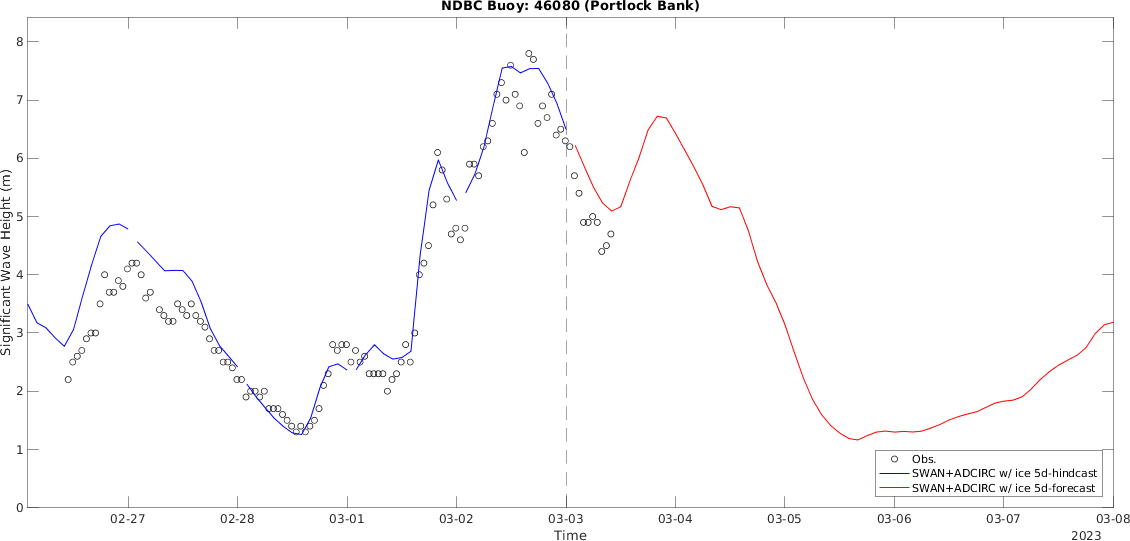 NDBC Buoy: 46080 (Portlock Bank)
8
7
6
5
4
3
2
1
0
Significant Wave Height (m)
02-27 02-28 03-01 03-02 03-03 03-04 03-05 03-06 03-07 03-08
Time
2023
Obs.
SWAN+ADCIRC w/ ice 5d-hindcast
SWAN+ADCIRC w/ ice 5d-forecast